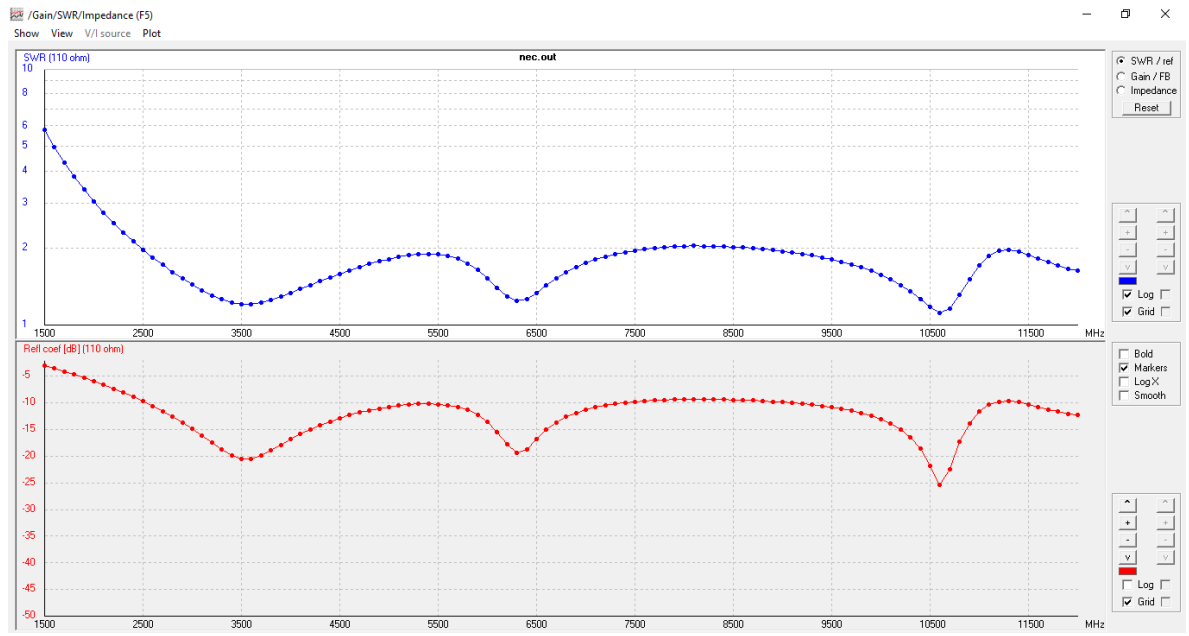 /Gain/SWR/Impedance (F5)
Show View V/I source Plot
SWR (110 ohm)
nec.out
10
8
6
5
4
3
2
1
1500 2500 3500 4500 5500 6500 7500 8500 9500 10500 11500 MHz
Refl coef [dB] (110 ohm)
-5
-10
-15
-20
-25
-30
-35
-40
-45
-50
1500 2500 3500 4500 5500 6500 7500 8500 9500 10500 11500 MHz
SWR / ref
Gain / FB
Impedance
Reset
^ ^
+ +
- -
v v
Log
Grid
Bold
Markers
Log X
Smooth
^ ^
+ +
- -
v v
Log
Grid